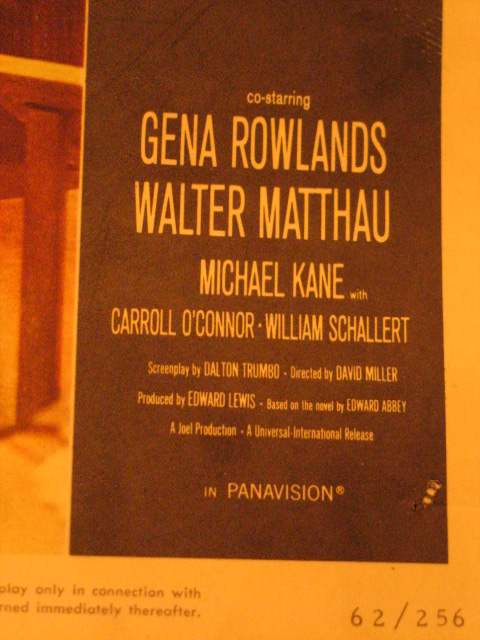 co-starring
GENA ROWLANDS
WALTER MATTHAU
MICHAEL KANE with
CARROLL O'CONNOR · WILLIAM SCHALLERT
Screenplay by DALTON TRUMBO · Directed by DAVID MILLER
Produced by EDWARD LEWIS · Based on the novel by EDWARD ABBEY
A Joel Production · A Universal-International Release
IN PANAVISION®
play only in connection with
rned immediately thereafter.
62/256